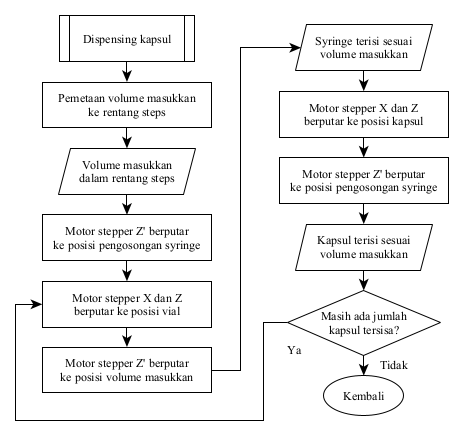 Dispensing kapsul
Pemetaan volume masukkan
ke rentang steps
Volume masukkan
dalam rentang steps
Motor stepper Z' berputar
ke posisi pengosongan syringe
Motor stepper X dan Z
berputar ke posisi vial
Motor stepper Z' berputar
ke posisi volume masukkan
Syringe terisi sesuai
volume masukkan
Motor stepper X dan Z
berputar ke posisi kapsul
Motor stepper Z' berputar
ke posisi pengosongan syringe
Kapsul terisi sesuai
volume masukkan
Masih ada jumlah
kapsul tersisa?
Ya
Tidak
Kembali